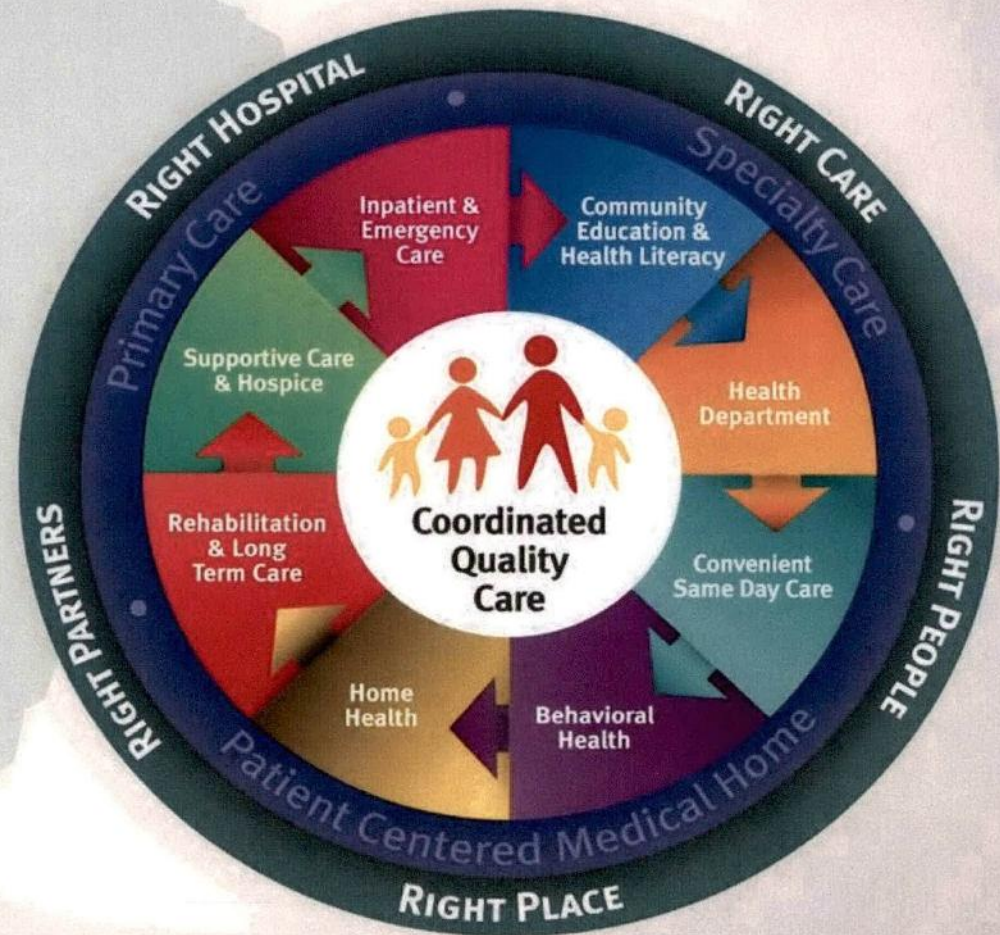 RIGHT HOSPITAL
RIGHT CARE
RIGHT PEOPLE
RIGHT PLACE
RIGHT PARTNERS
Primary Care
Specialty Care
Patient Centered Medical Home
Inpatient &
Emergency
Care
Community
Education &
Health Literacy
Health
Department
Convenient
Same Day Care
Behavioral
Health
Home
Health
Rehabilitation
& Long
Term Care
Supportive Care
& Hospice
Coordinated
Quality
Care